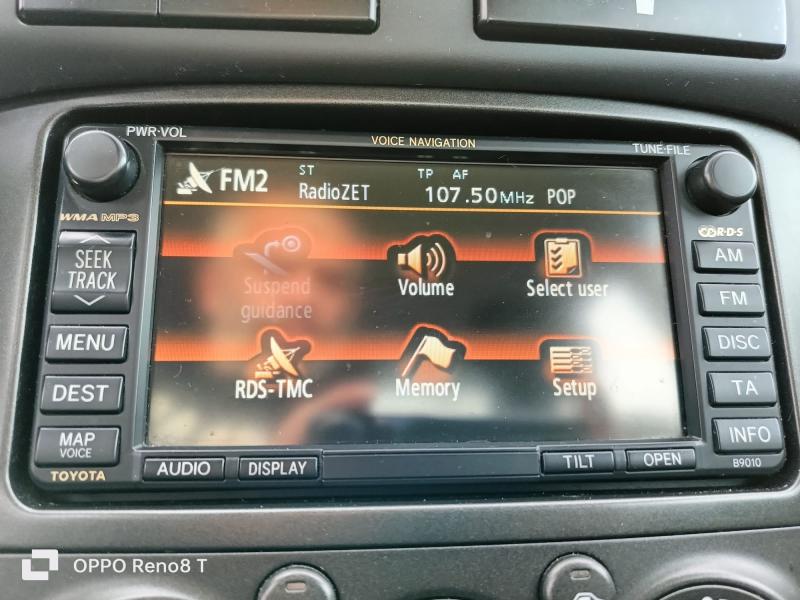 PWR·VOL
VOICE NAVIGATION
TUNE·FILE
FM2
ST
RadioZET
TP AF
107.50MHz
POP
WMA MP3
R·D·S
SEEK
TRACK
AM
Suspend
guidance
Volume
Select user
FM
MENU
DISC
RDS-TMC
Memory
Setup
DEST
TA
MAP
VOICE
INFO
TOYOTA
AUDIO
DISPLAY
TILT
OPEN
B9010
OPPO Reno8 T